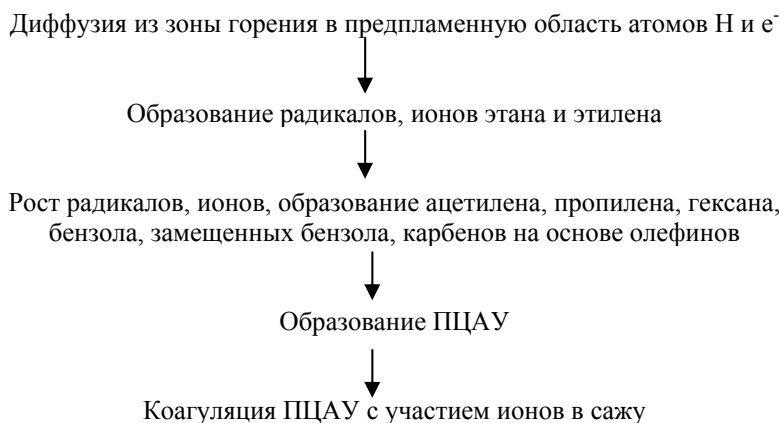 Диффузия из зоны горения в предпламенную область атомов Н и е⁻
Образование радикалов, ионов этана и этилена
Рост радикалов, ионов, образование ацетилена, пропилена, гексана,
бензола, замещенных бензола, карбенов на основе олефинов
Образование ПЦАУ
Коагуляция ПЦАУ с участием ионов в сажу